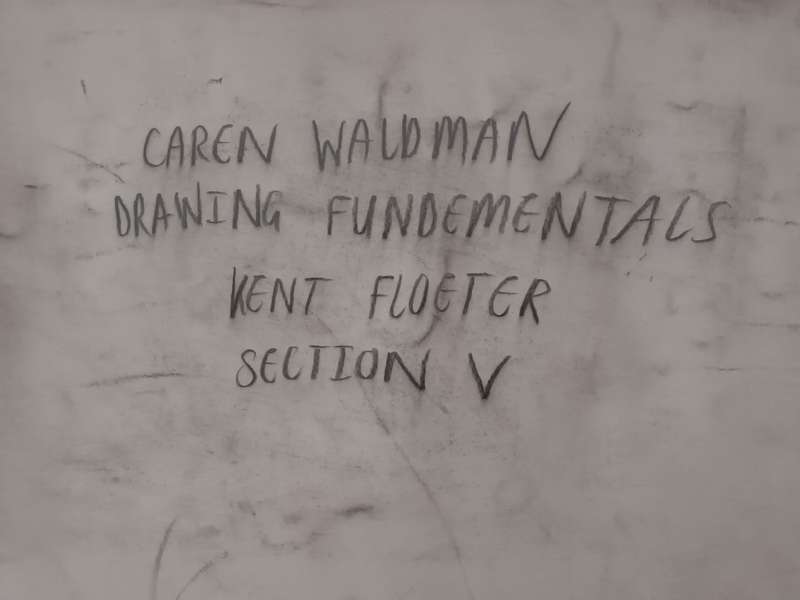 CAREN WALDMAN
DRAWING FUNDEMENTALS
KENT FLOETER
SECTION V